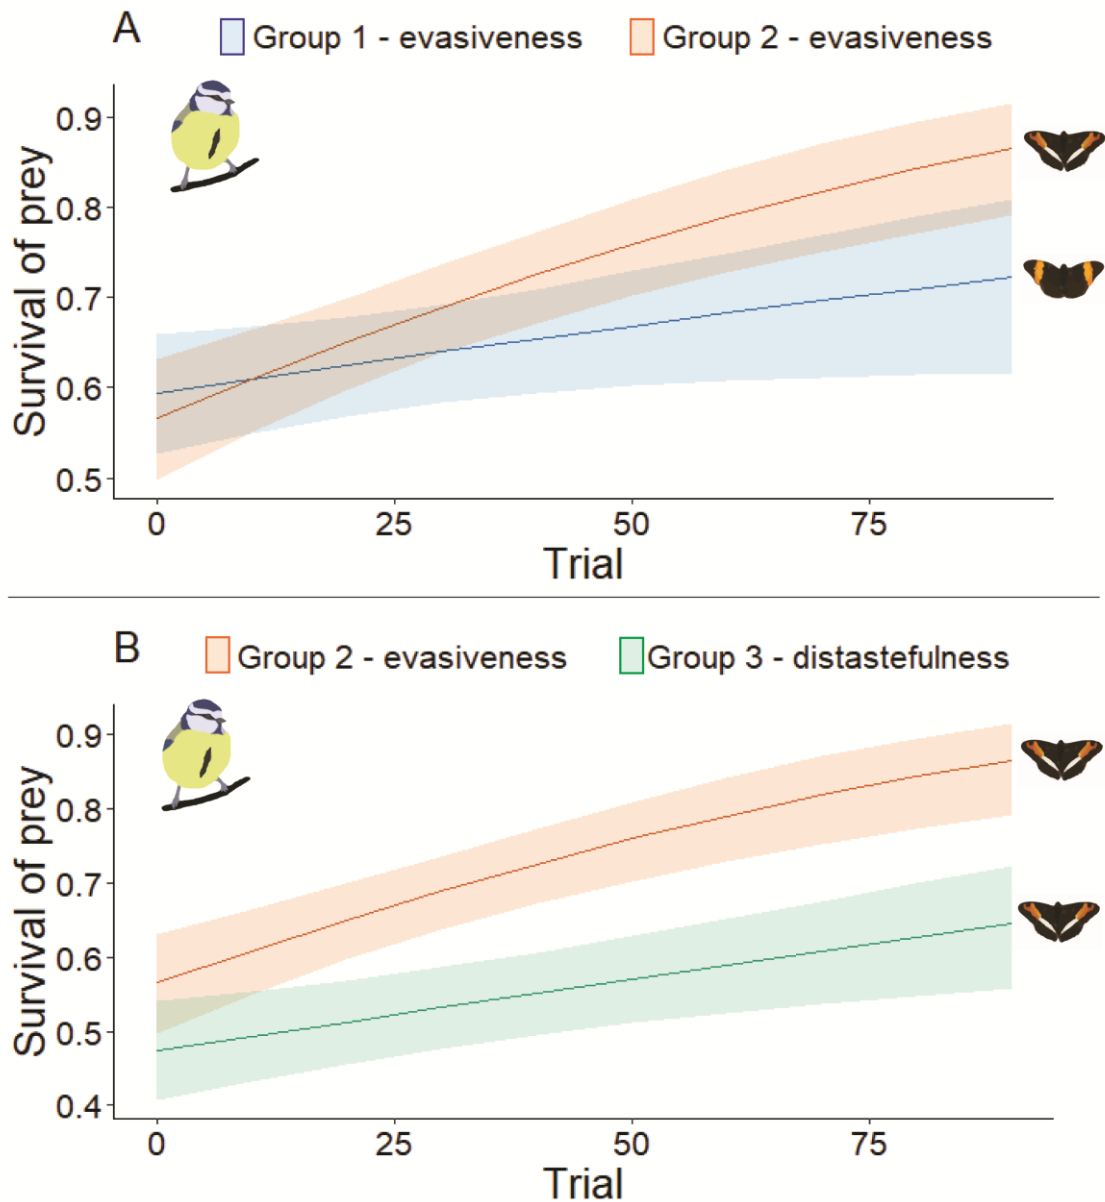 A
Group 1 - evasiveness Group 2 - evasiveness
Survival of prey
0.9
0.8
0.7
0.6
0.5
0 25 50 75
Trial
B
Group 2 - evasiveness Group 3 - distastefulness
Survival of prey
0.9
0.8
0.7
0.6
0.5
0.4
0 25 50 75
Trial